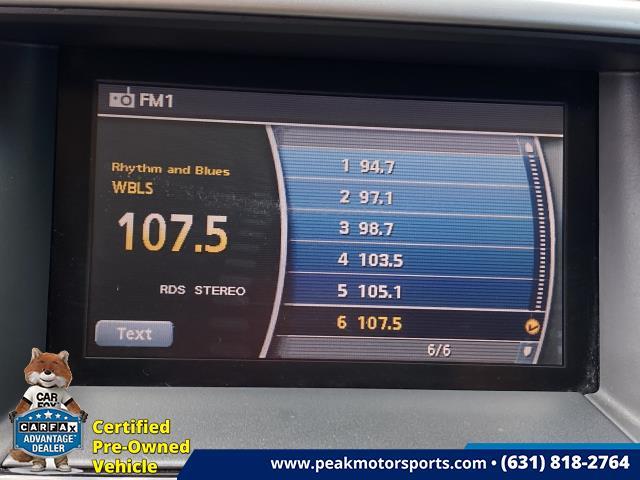 FM1
Rhythm and Blues
WBLS
107.5
RDS STEREO
Text
1 94.7
2 97.1
3 98.7
4 103.5
5 105.1
6 107.5
6/6
CAR
FOX
CARFAX
ADVANTAGE
DEALER
Certified
Pre-Owned
Vehicle
www.peakmotorsports.com • (631) 818-2764